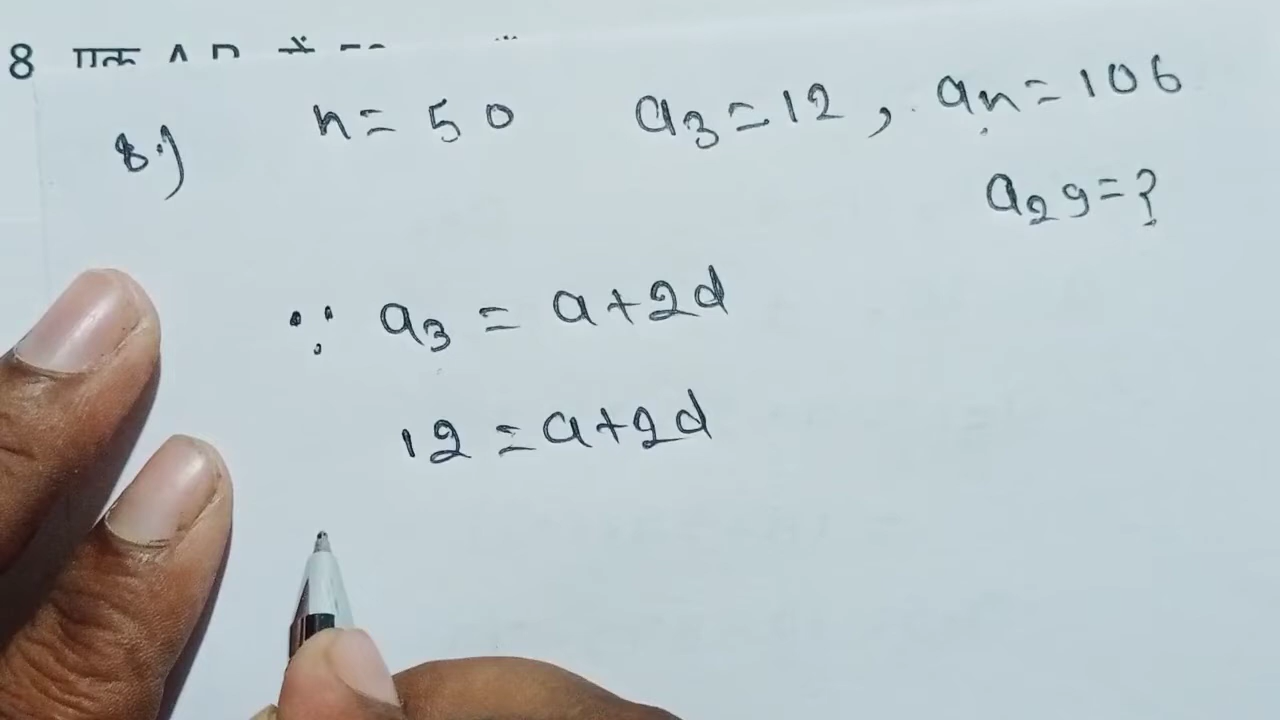 8
8.) n = 50 a3 = 12, an = 106
a29 = ?
∵ a3 = a + 2d
12 = a + 2d